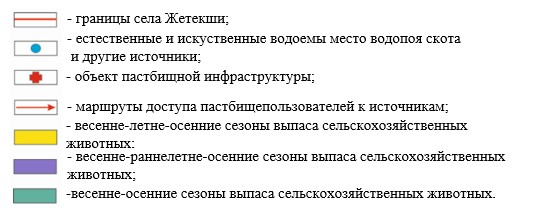 - границы села Жетекши;
- естественные и искуственные водоемы место водопоя скота
и другие источники;
- объект пастбищной инфраструктуры;
- маршруты доступа пастбищепользователей к источникам;
- весенне-летне-осенние сезоны выпаса сельскохозяйственных
животных:
- весенне-раннелетне-осенние сезоны выпаса сельскохозяйственных
животных;
-весенне-осенние сезоны выпаса сельскохозяйственных животных.